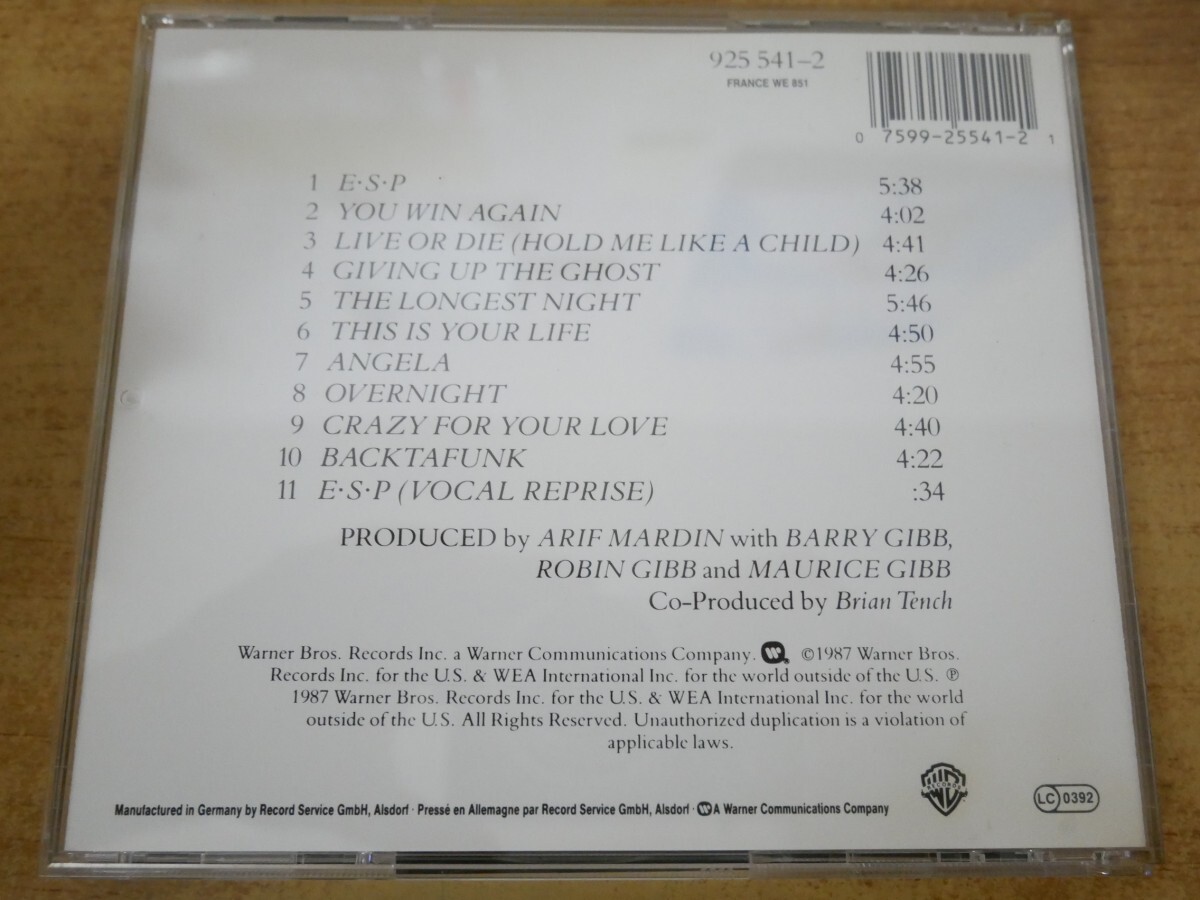 925 541-2
FRANCE WE 851
0 7599-25541-2 1
1 E·S·P 5:38
2 YOU WIN AGAIN 4:02
3 LIVE OR DIE (HOLD ME LIKE A CHILD) 4:41
4 GIVING UP THE GHOST 4:26
5 THE LONGEST NIGHT 5:46
6 THIS IS YOUR LIFE 4:50
7 ANGELA 4:55
8 OVERNIGHT 4:20
9 CRAZY FOR YOUR LOVE 4:40
10 BACKTAFUNK 4:22
11 E·S·P (VOCAL REPRISE) :34
PRODUCED by ARIF MARDIN with BARRY GIBB,
ROBIN GIBB and MAURICE GIBB
Co-Produced by Brian Tench
Warner Bros. Records Inc. a Warner Communications Company. ©1987 Warner Bros.
Records Inc. for the U.S. & WEA International Inc. for the world outside of the U.S. ℗
1987 Warner Bros. Records Inc. for the U.S. & WEA International Inc. for the world
outside of the U.S. All Rights Reserved. Unauthorized duplication is a violation of
applicable laws.
WB RECORDS
LC 0392
Manufactured in Germany by Record Service GmbH, Alsdorf · Pressé en Allemagne par Record Service GmbH, Alsdorf · A Warner Communications Company